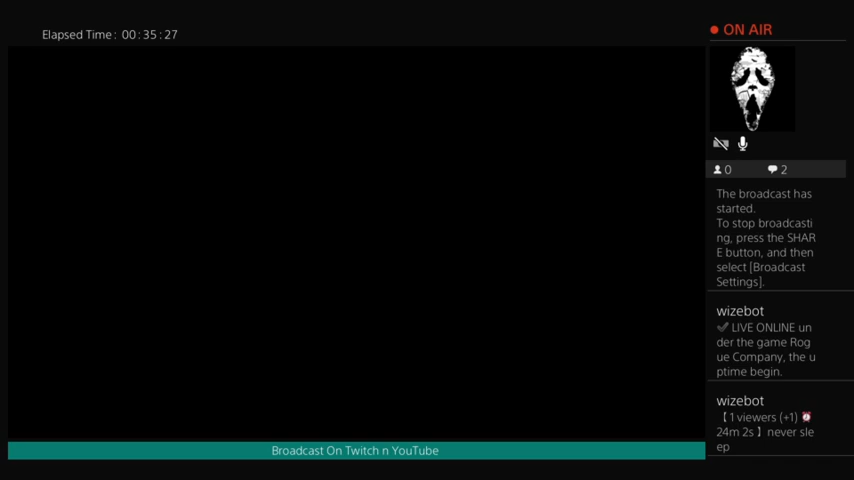 Elapsed Time: 00:35:27
ON AIR
0 2
The broadcast has
started.
To stop broadcasti
ng, press the SHAR
E button, and then
select [Broadcast
Settings].
wizebot
✔ LIVE ONLINE un
der the game Rog
ue Company, the u
ptime begin.
wizebot
【 1 viewers (+1) ⏰
24m 2s 】 never sle
ep
Broadcast On Twitch n YouTube